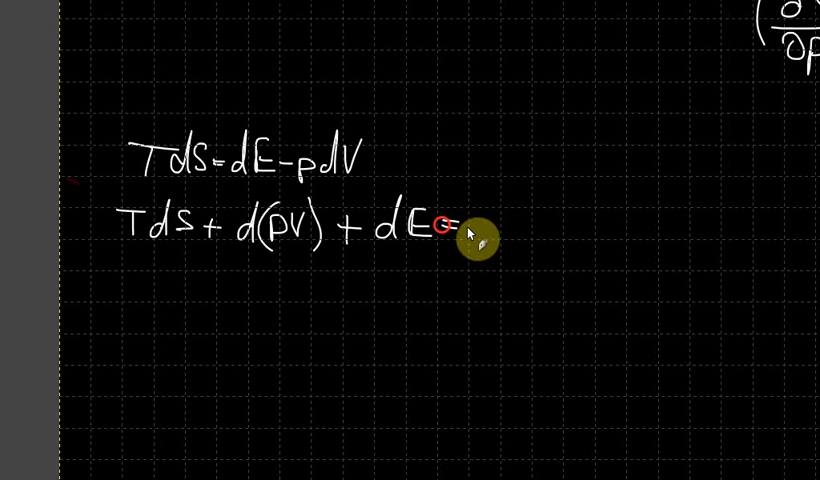 (∂
∂p
TdS=dE-pdV
TdS+d(pV)+dE=